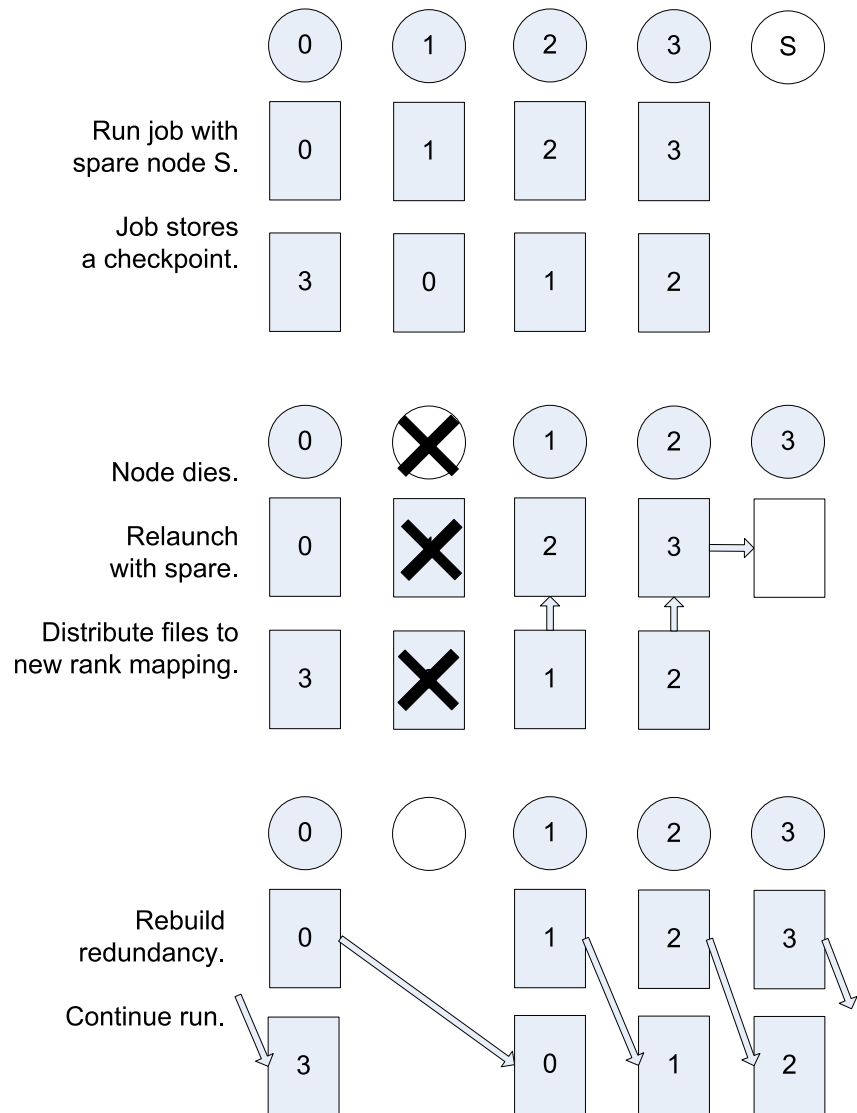 0 1 2 3 S
Run job with
spare node S.
0 1 2 3
Job stores
a checkpoint.
3 0 1 2
0 1 2 3
Node dies.
Relaunch
with spare.
0 2 3
Distribute files to
new rank mapping.
3 1 2
0 1 2 3
Rebuild
redundancy.
0 1 2 3
Continue run.
3 0 1 2